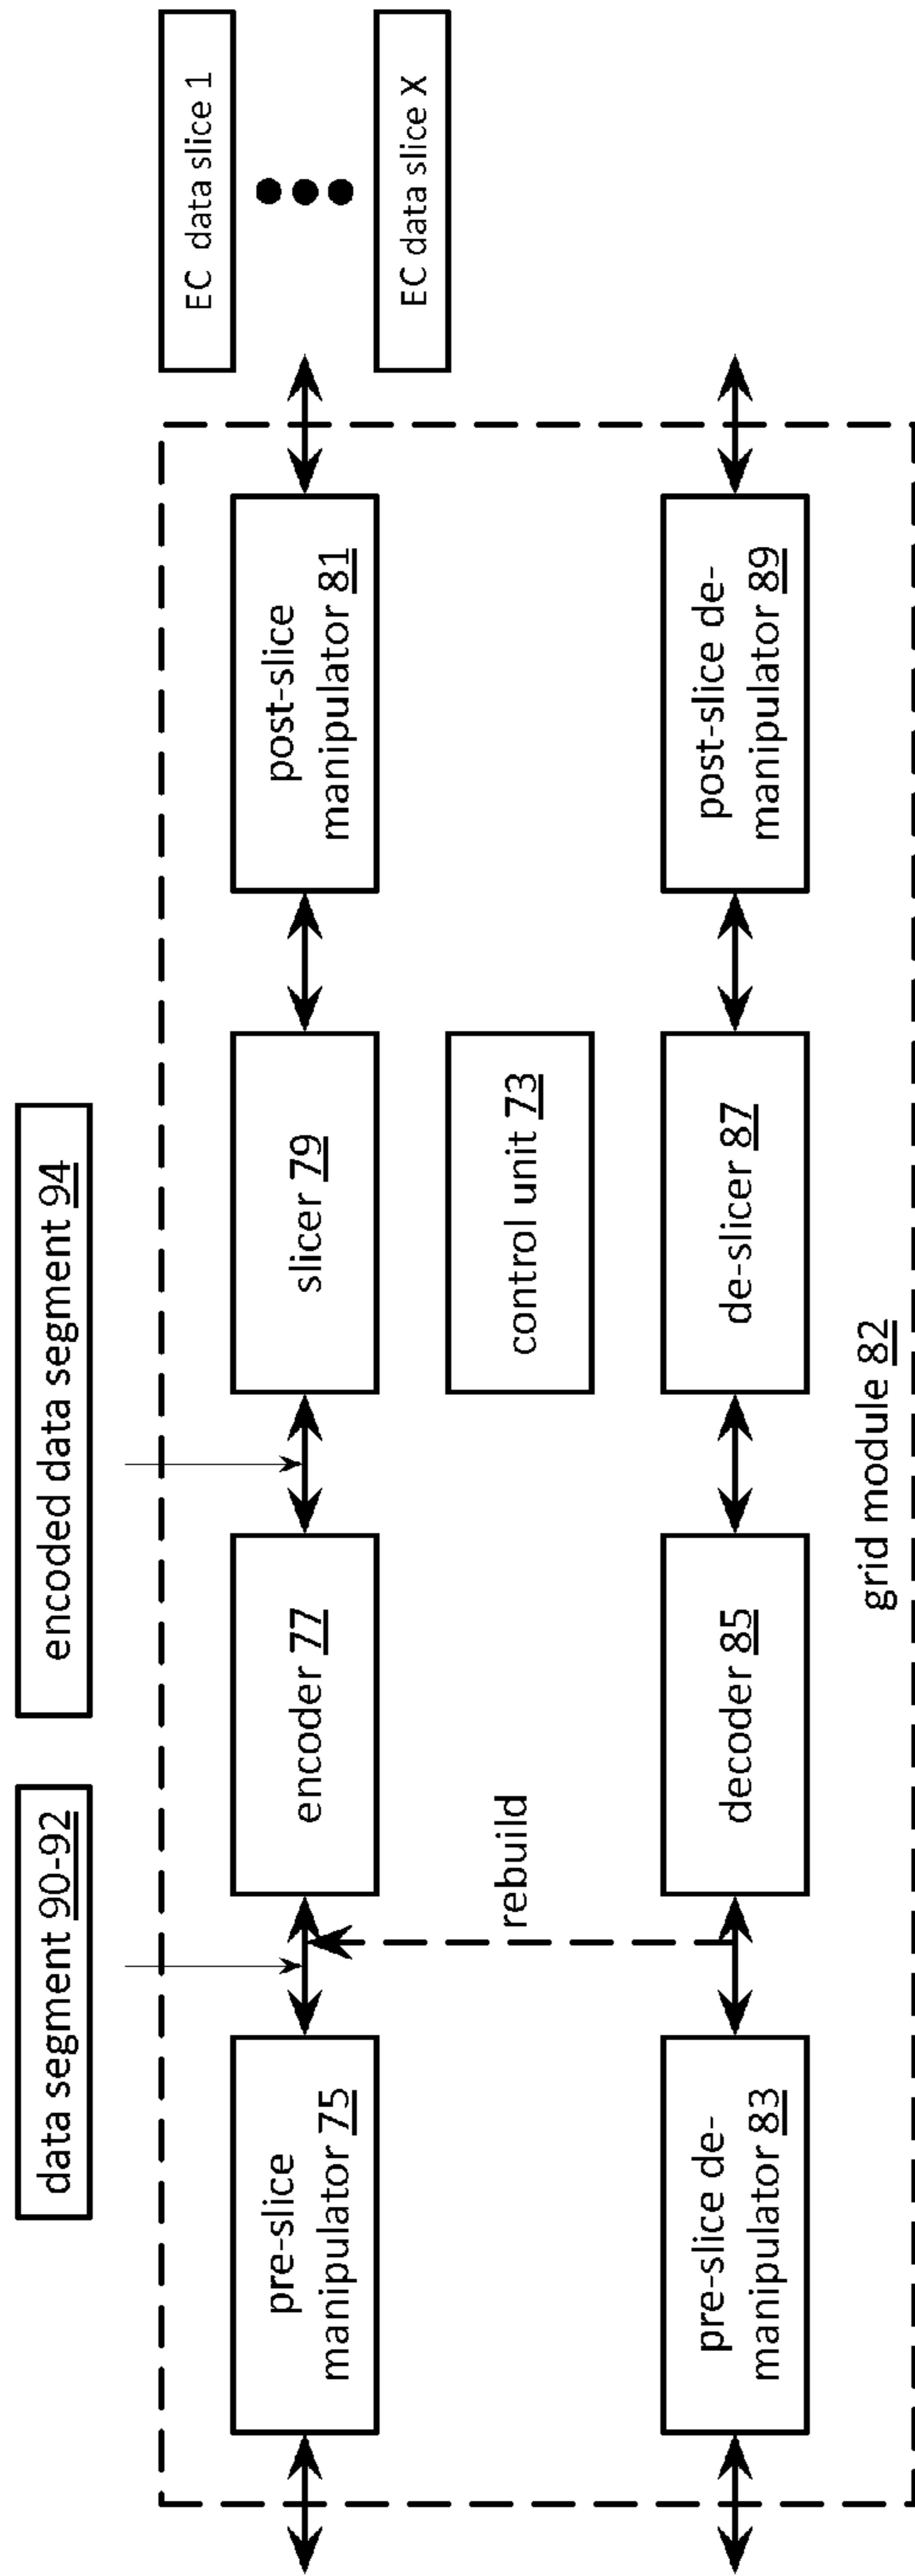 data segment 90-92
encoded data segment 94
EC data slice 1
EC data slice X
pre-slice
manipulator 75
encoder 77
slicer 79
post-slice
manipulator 81
rebuild
control unit 73
pre-slice de-
manipulator 83
decoder 85
de-slicer 87
post-slice de-
manipulator 89
grid module 82